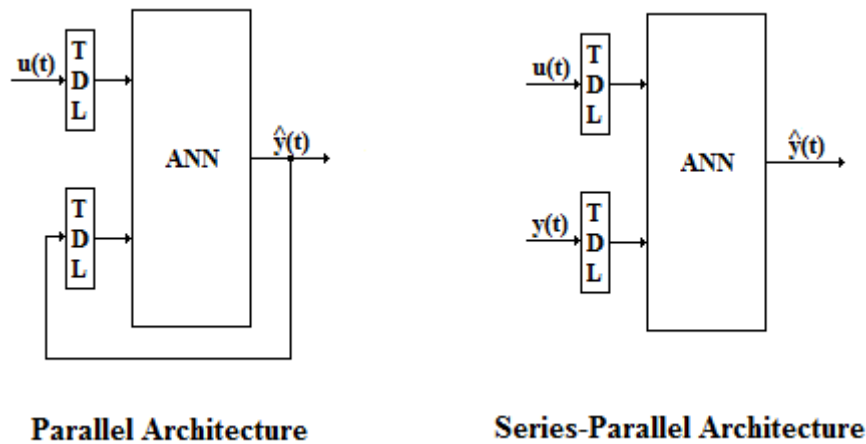 u(t)
T
D
L
ANN
ŷ(t)
T
D
L
Parallel Architecture
u(t)
T
D
L
y(t)
T
D
L
ANN
ŷ(t)
Series-Parallel Architecture